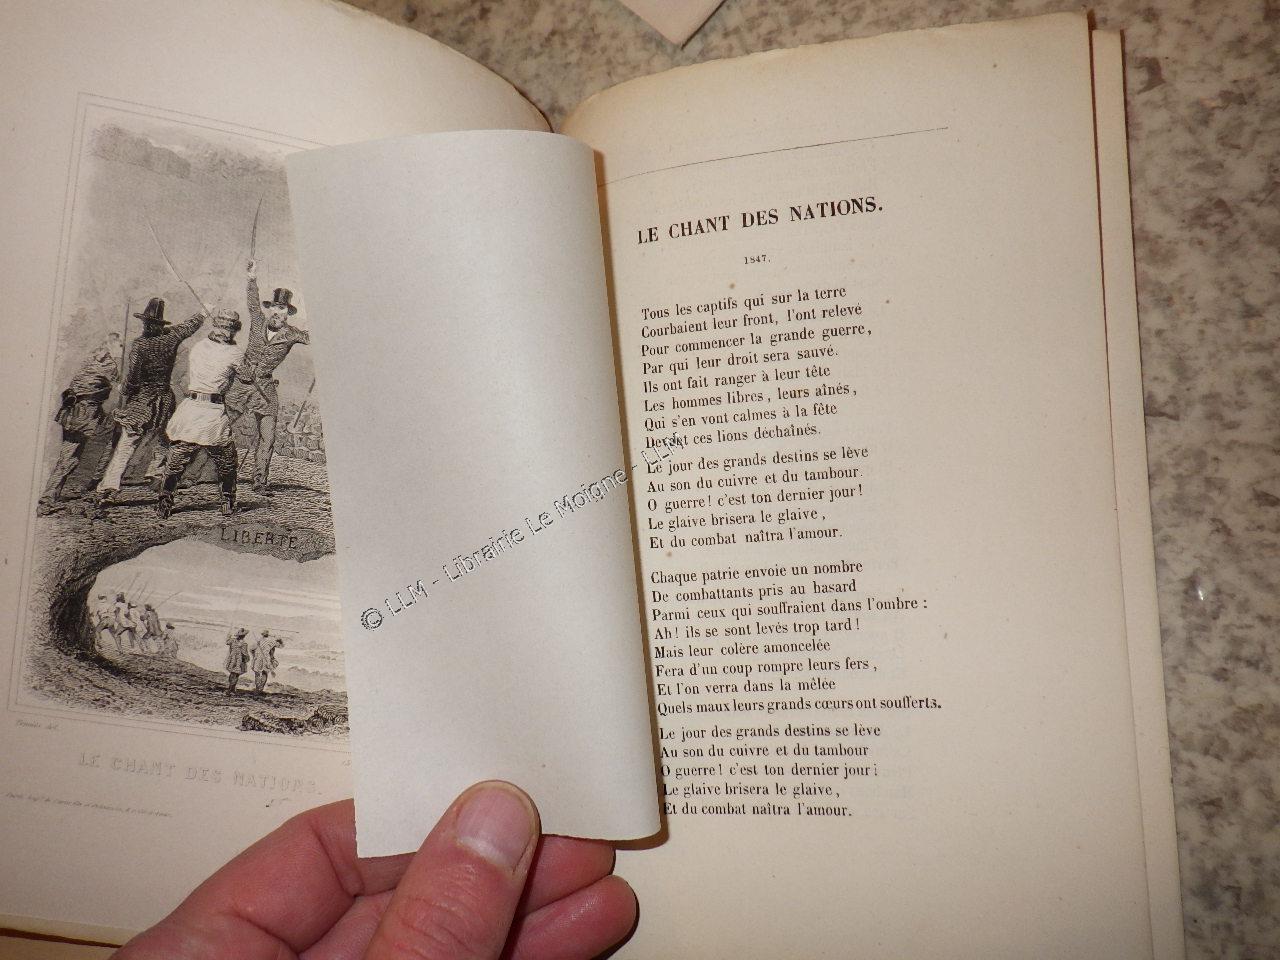 LIBERTÉ
LE CHANT DES NATIONS.
LE CHANT DES NATIONS.
1847.
Tous les captifs qui sur la terre
Courbaient leur front, l'ont relevé
Pour commencer la grande guerre,
Par qui leur droit sera sauvé.
Ils ont fait ranger à leur tête
Les hommes libres, leurs aînés,
Qui s'en vont calmes à la fête
Devant ces lions déchaînés.
Le jour des grands destins se lève
Au son du cuivre et du tambour.
O guerre! c'est ton dernier jour!
Le glaive brisera le glaive,
Et du combat naîtra l'amour.
Chaque patrie envoie un nombre
De combattants pris au hasard
Parmi ceux qui souffraient dans l'ombre:
Ah! ils se sont levés trop tard!
Mais leur colère amoncelée
Fera d'un coup rompre leurs fers,
Et l'on verra dans la mêlée
Quels maux leurs grands cœurs ont soufferts.
Le jour des grands destins se lève
Au son du cuivre et du tambour
O guerre! c'est ton dernier jour!
Le glaive brisera le glaive,
Et du combat naîtra l'amour.
© LLM - Librairie Le Moigne - LLM